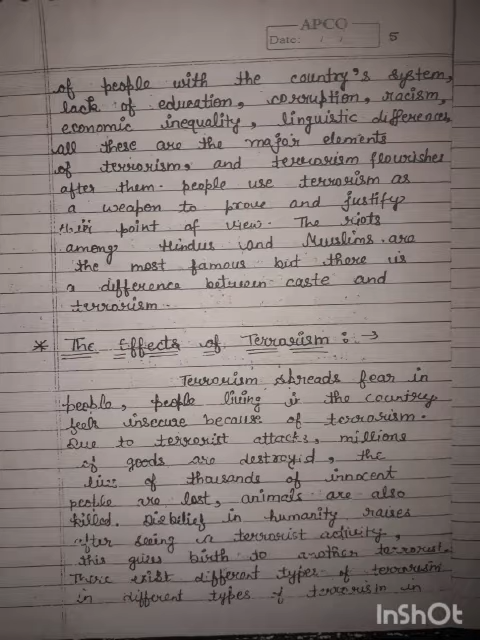 APCO
Date: / / 5
of people with the country's system,
lack of education, corruption, racism,
economic inequality, linguistic differences
all these are the major elements
of terrorism, and terrorism flourishes
after them. people use terrorism as
a weapon to prove and justify
their point of view. The riots
among Hindus and Muslims are
the most famous but there is
a difference between caste and
terrorism.
* The Effects of Terrorism :- →
Terrorism spreads fear in
people, people living in the country
feels insecure because of terrorism.
Due to terrorist attacks, millions
of goods are destroyed, the
lives of thousands of innocent
people are lost, animals are also
killed. Disbelief in humanity raises
after seeing a terrorist activity,
this gives birth to another terrorist.
There exist different types of terrorism
in different types of terrorism in
InShOt